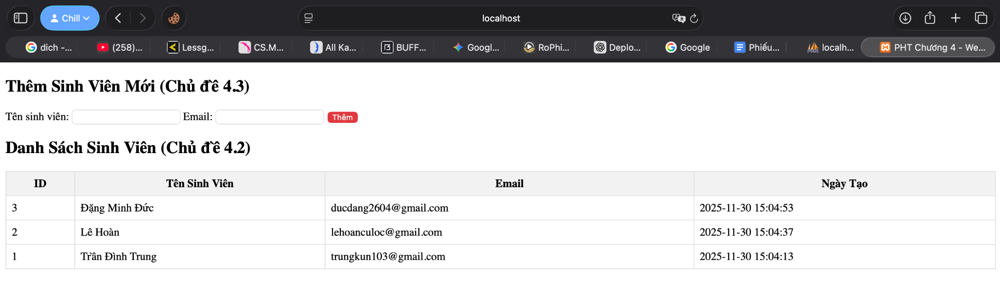 Chill
localhost
dich -...
(258)...
Lessg...
CS.M...
All Ka...
BUFF...
Googl...
RoPhi...
Deplo...
Google
Phiếu...
localh...
PHT Chương 4 - We...
Thêm Sinh Viên Mới (Chủ đề 4.3)
Tên sinh viên: Email: Thêm
Danh Sách Sinh Viên (Chủ đề 4.2)
ID Tên Sinh Viên Email Ngày Tạo
3 Đặng Minh Đức ducdang2604@gmail.com 2025-11-30 15:04:53
2 Lê Hoàn lehoanculoc@gmail.com 2025-11-30 15:04:37
1 Trần Đình Trung trungkun103@gmail.com 2025-11-30 15:04:13